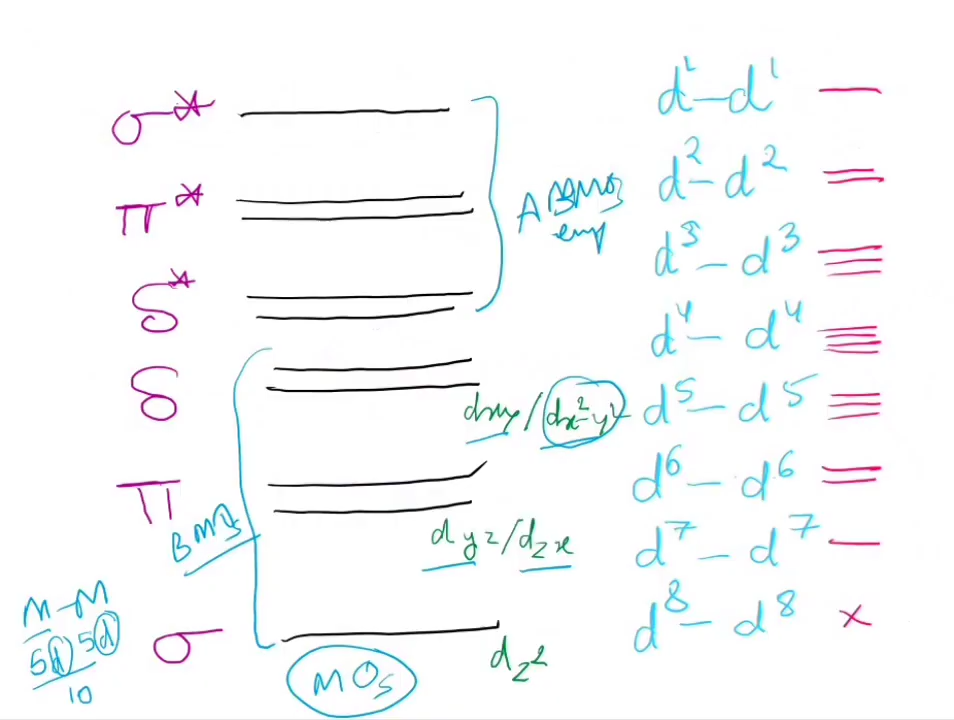 σ*
π*
δ*
δ
π
σ
ABMOs
emp
BMOs
dxy/dx²-y²
dyz/dzx
dz²
MOs
M-M
5d 5d
10
d¹-d¹ —
d²-d²
d³-d³
d⁴-d⁴
d⁵-d⁵
d⁶-d⁶
d⁷-d⁷ —
d⁸-d⁸ ×